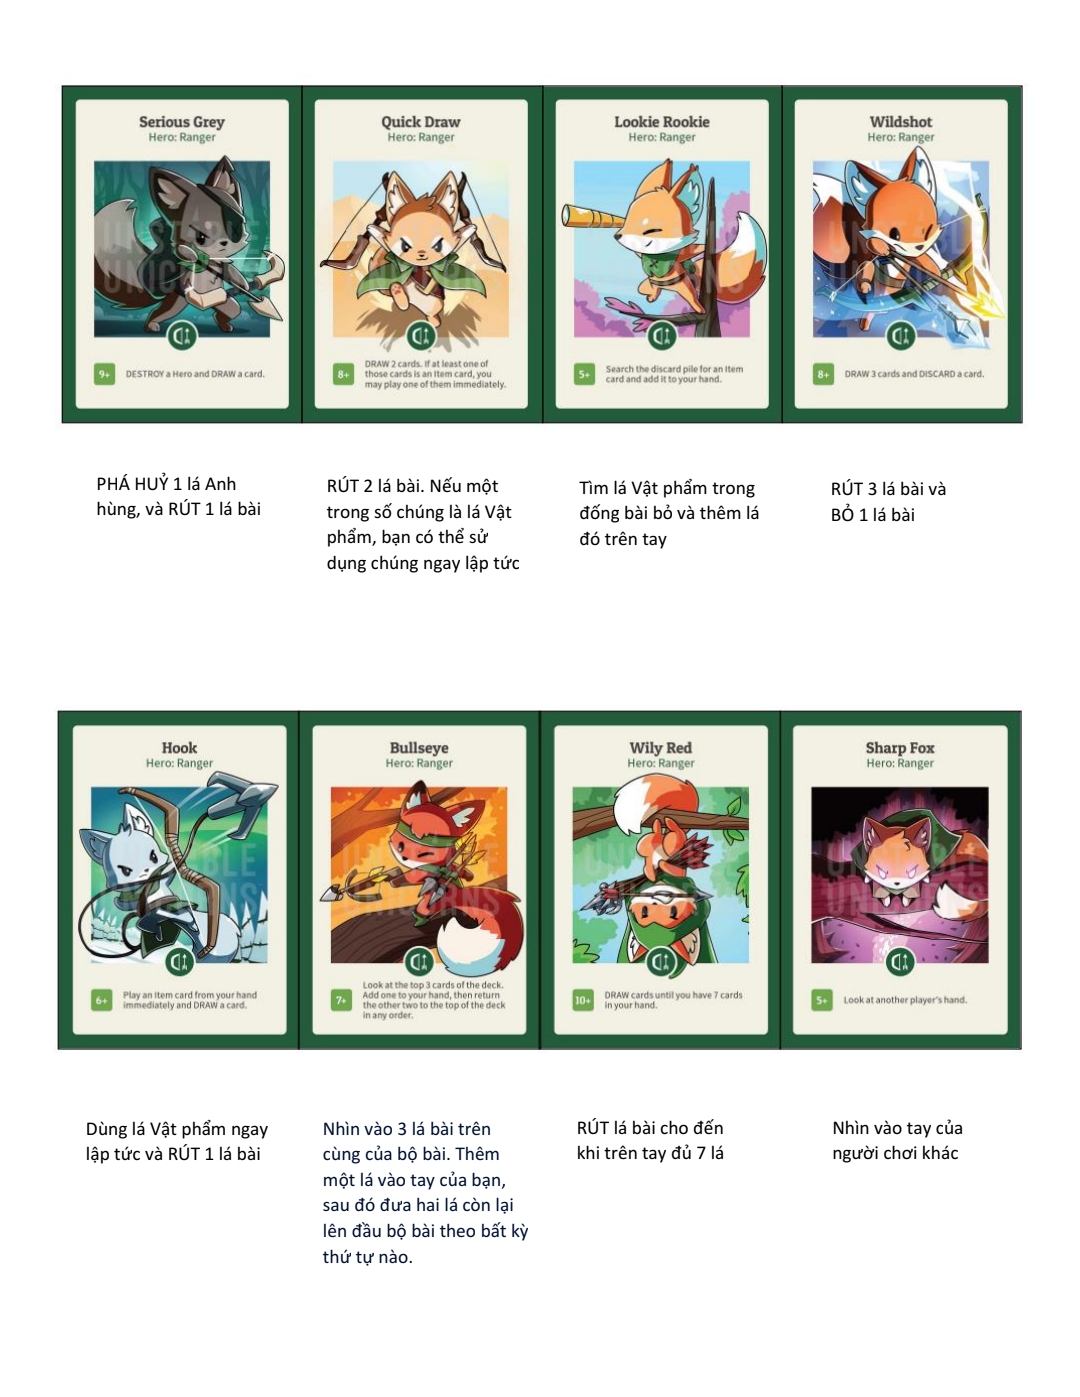 Serious Grey
Hero: Ranger
UNSTABLE
UNICORNS
9+
DESTROY a Hero and DRAW a card.
Quick Draw
Hero: Ranger
8+
DRAW 2 cards. If at least one of
those cards is an Item card, you
may play one of them immediately.
Lookie Rookie
Hero: Ranger
5+
Search the discard pile for an Item
card and add it to your hand.
Wildshot
Hero: Ranger
UNSTABLE
UNICORNS
8+
DRAW 3 cards and DISCARD a card.
PHÁ HUỶ 1 lá Anh
hùng, và RÚT 1 lá bài
RÚT 2 lá bài. Nếu một
trong số chúng là lá Vật
phẩm, bạn có thể sử
dụng chúng ngay lập tức
Tìm lá Vật phẩm trong
đống bài bỏ và thêm lá
đó trên tay
RÚT 3 lá bài và
BỎ 1 lá bài
Hook
Hero: Ranger
6+
Play an Item card from your hand
immediately and DRAW a card.
Bullseye
Hero: Ranger
UNSTABLE
UNICORNS
7+
Look at the top 3 cards of the deck.
Add one to your hand, then return
the other two to the top of the deck
in any order.
Wily Red
Hero: Ranger
10+
DRAW cards until you have 7 cards
in your hand.
Sharp Fox
Hero: Ranger
UNSTABLE
UNICORNS
5+
Look at another player's hand.
Dùng lá Vật phẩm ngay
lập tức và RÚT 1 lá bài
Nhìn vào 3 lá bài trên
cùng của bộ bài. Thêm
một lá vào tay của bạn,
sau đó đưa hai lá còn lại
lên đầu bộ bài theo bất kỳ
thứ tự nào.
RÚT lá bài cho đến
khi trên tay đủ 7 lá
Nhìn vào tay của
người chơi khác